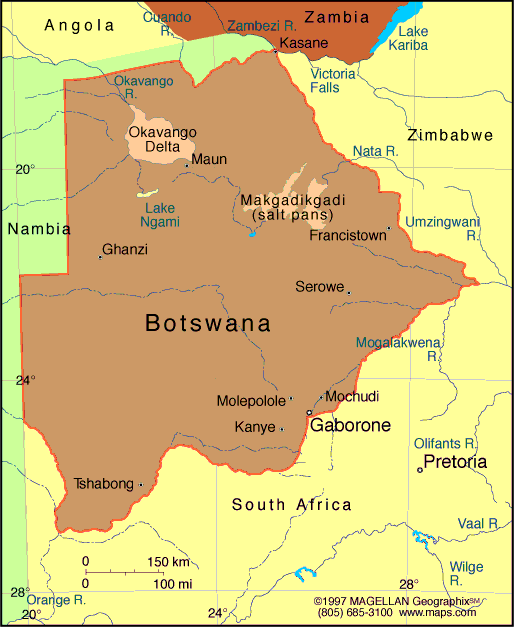 Angola
Cuando
R.
Zambezi R.
Zambia
Kasane
Lake
Kariba
Okavango
R.
Victoria
Falls
Okavango
Delta
Zimbabwe
Nata R.
20°
Maun
Makgadikgadi
(salt pans)
Lake
Ngami
Nambia
Umzingwani
R.
Francistown
Ghanzi
Serowe
Botswana
Mogalakwena
R.
24°
Molepolole
Mochudi
Kanye
Gaborone
Olifants R.
Pretoria
Tshabong
South Africa
Vaal R.
0 150 km
0 100 mi
Wilge
R.
28°
28°
Orange R.
20°
24°
©1997 MAGELLAN Geographix℠
(805) 685-3100 www.maps.com